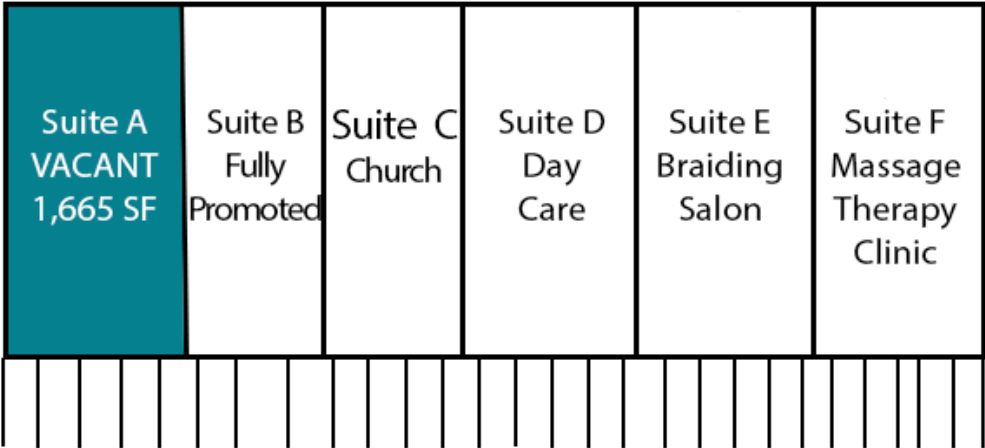 Suite A
VACANT
1,665 SF
Suite B
Fully
Promoted
Suite C
Church
Suite D
Day
Care
Suite E
Braiding
Salon
Suite F
Massage
Therapy
Clinic